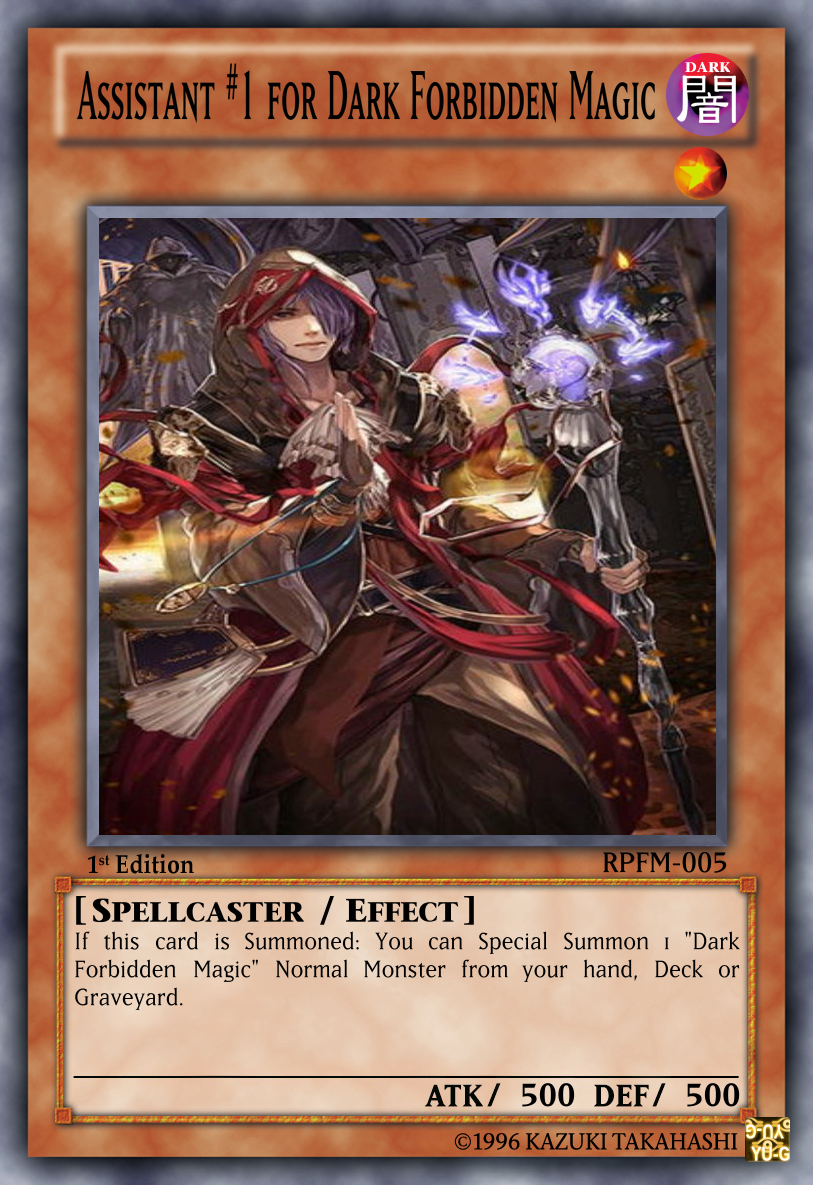 Assistant #1 for Dark Forbidden Magic
DARK
闇
1st Edition
RPFM-005
[ Spellcaster / Effect ]
If this card is Summoned: You can Special Summon 1 "Dark
Forbidden Magic" Normal Monster from your hand, Deck or
Graveyard.
ATK/ 500 DEF/ 500
©1996 KAZUKI TAKAHASHI